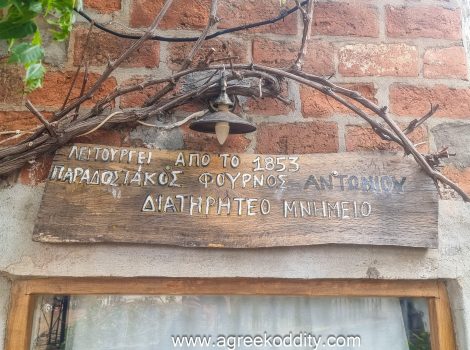 ΛΕΙΤΟΥΡΓΕΙ ΑΠΟ ΤΟ 1853
ΠΑΡΑΔΟΣΙΑΚΟΣ ΦΟΥΡΝΟΣ ΑΝΤΩΝΙΟΥ
ΔΙΑΤΗΡΗΤΕΟ ΜΝΗΜΕΙΟ
www.agreekoddity.com